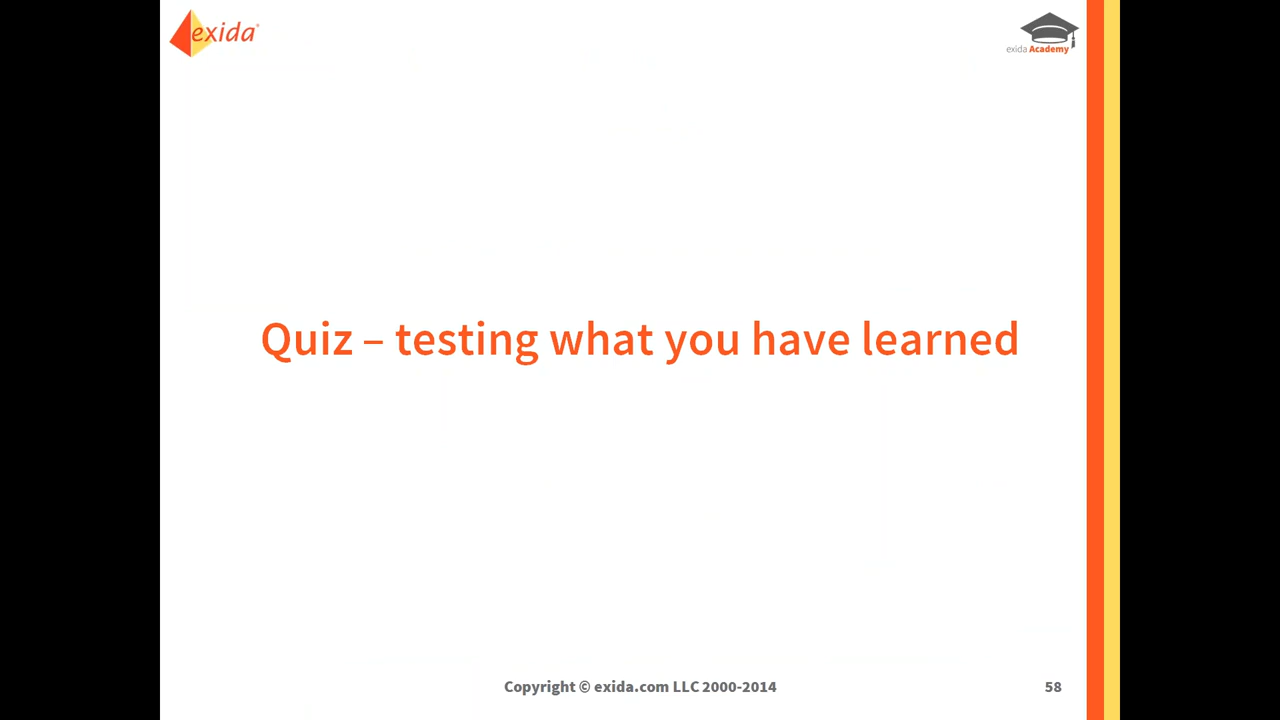 exida
exida Academy
Quiz – testing what you have learned
Copyright © exida.com LLC 2000-2014
58